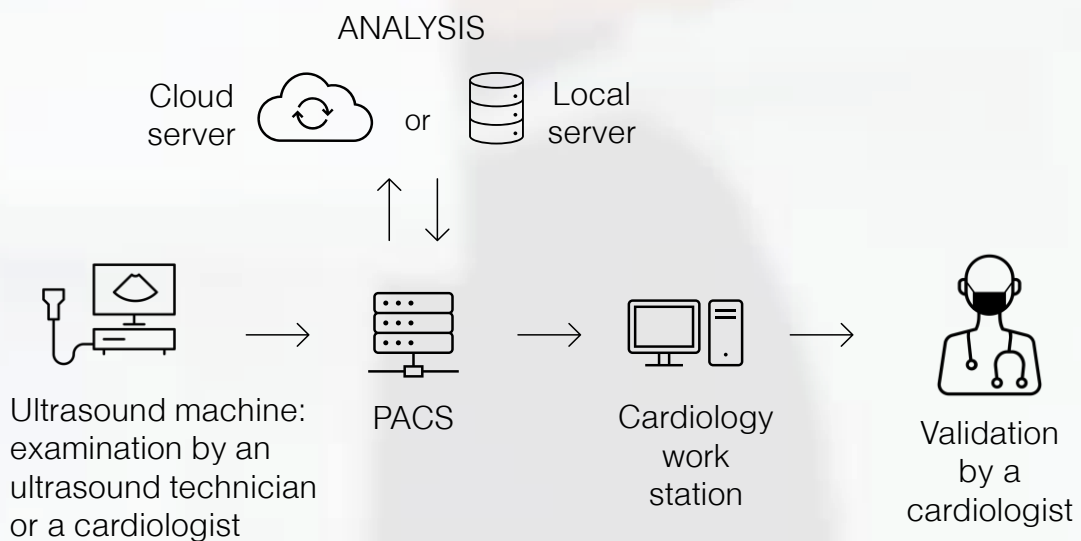 ANALYSIS
Cloud
server
or
Local
server
Ultrasound machine:
examination by an
ultrasound technician
or a cardiologist
PACS
Cardiology
work
station
Validation
by a
cardiologist